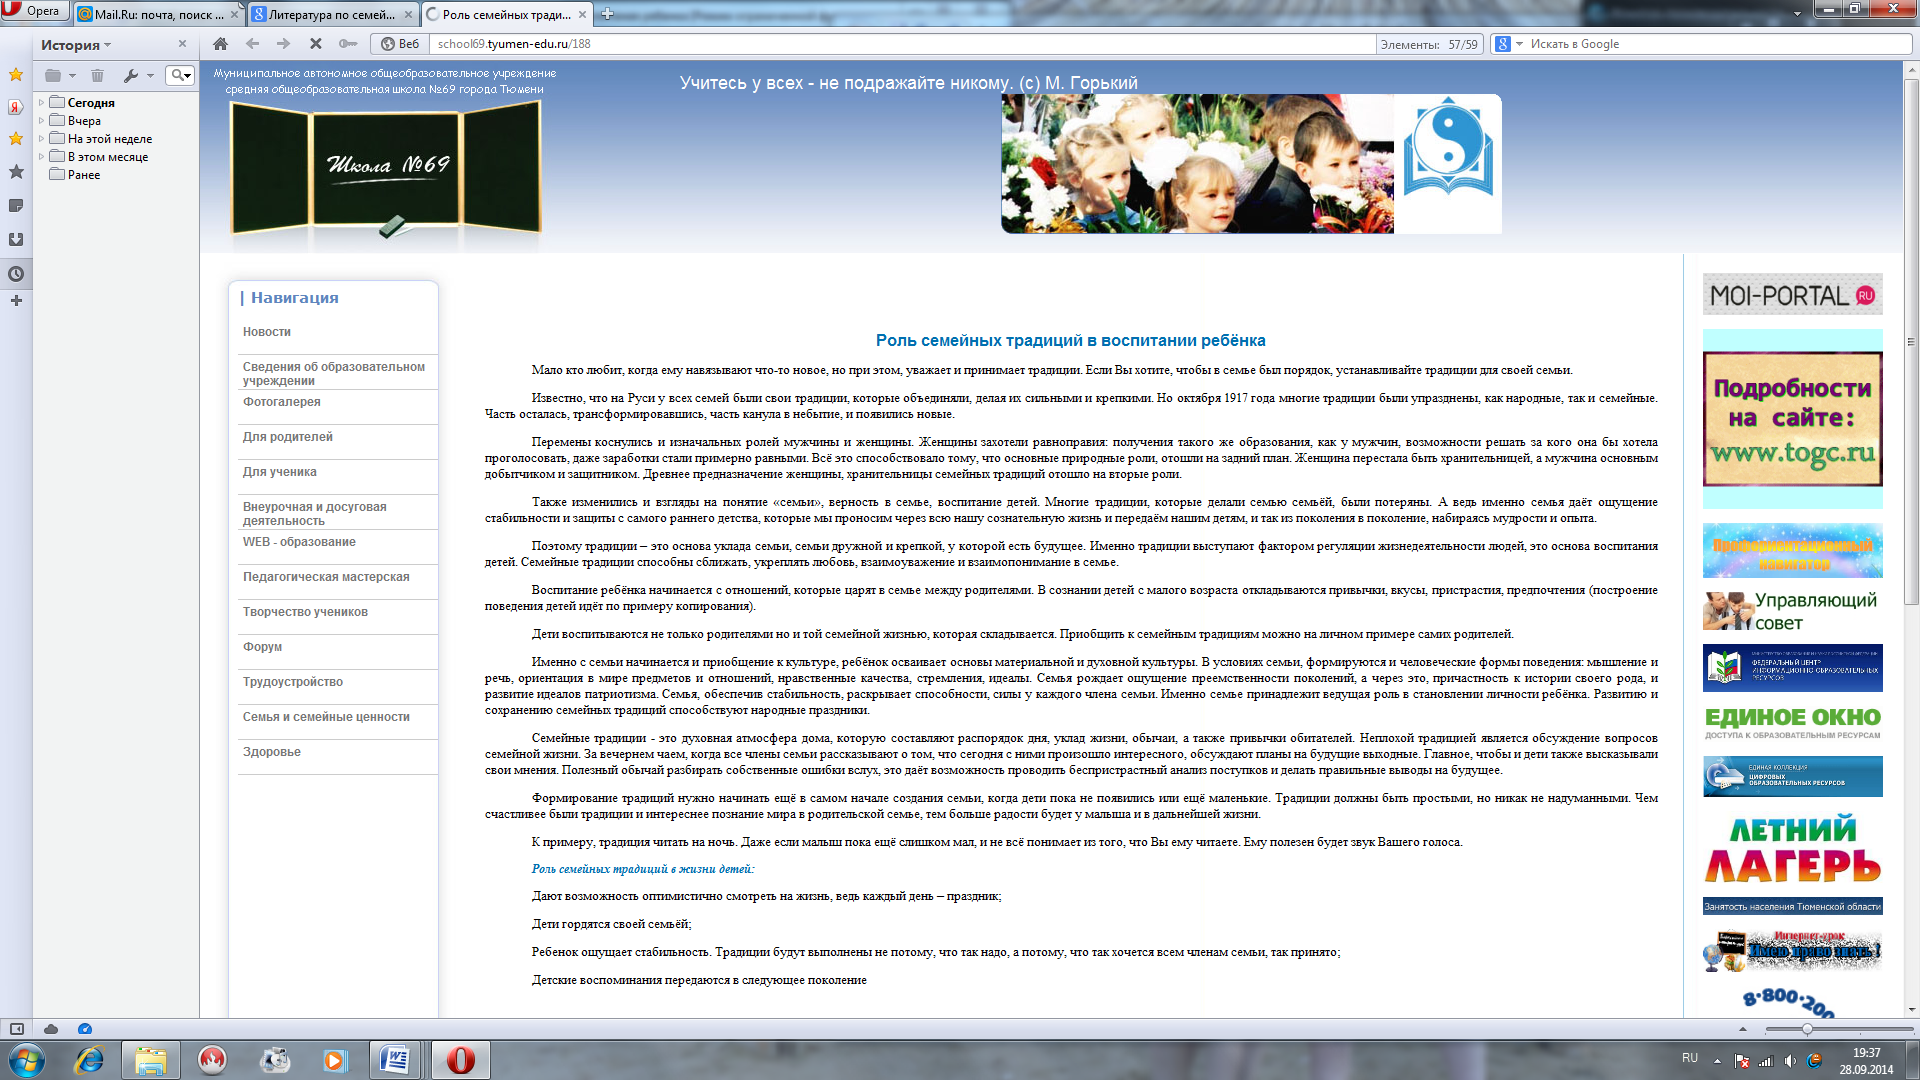 Opera
Mail.Ru: почта, поиск ...
Литература по семей...
Роль семейных тради...
История
Веб
school69.tyumen-edu.ru/188
Элементы: 57/59
Искать в Google
Сегодня
Вчера
На этой неделе
В этом месяце
Ранее
Муниципальное автономное общеобразовательное учреждение
средняя общеобразовательная школа №69 города Тюмени
Школа №69
Учитесь у всех - не подражайте никому. (с) М. Горький
Навигация
Новости
Сведения об образовательном
учреждении
Фотогалерея
Для родителей
Для ученика
Внеурочная и досуговая
деятельность
WEB - образование
Педагогическая мастерская
Творчество учеников
Форум
Трудоустройство
Семья и семейные ценности
Здоровье
Роль семейных традиций в воспитании ребёнка
Мало кто любит, когда ему навязывают что-то новое, но при этом, уважает и принимает традиции. Если Вы хотите, чтобы в семье был порядок, устанавливайте традиции для своей семьи.
Известно, что на Руси у всех семей были свои традиции, которые объединяли, делая их сильными и крепкими. Но октября 1917 года многие традиции были упразднены, как народные, так и семейные.
Часть осталась, трансформировавшись, часть канула в небытие, и появились новые.
Перемены коснулись и изначальных ролей мужчины и женщины. Женщины захотели равноправия: получения такого же образования, как у мужчин, возможности решать за кого она бы хотела
проголосовать, даже заработки стали примерно равными. Всё это способствовало тому, что основные природные роли, отошли на задний план. Женщина перестала быть хранительницей, а мужчина основным
добытчиком и защитником. Древнее предназначение женщины, хранительницы семейных традиций отошло на вторые роли.
Также изменились и взгляды на понятие «семьи», верность в семье, воспитание детей. Многие традиции, которые делали семью семьёй, были потеряны. А ведь именно семья даёт ощущение
стабильности и защиты с самого раннего детства, которые мы проносим через всю нашу сознательную жизнь и передаём нашим детям, и так из поколения в поколение, набираясь мудрости и опыта.
Поэтому традиции – это основа уклада семьи, семьи дружной и крепкой, у которой есть будущее. Именно традиции выступают фактором регуляции жизнедеятельности людей, это основа воспитания
детей. Семейные традиции способны сближать, укреплять любовь, взаимоуважение и взаимопонимание в семье.
Воспитание ребёнка начинается с отношений, которые царят в семье между родителями. В сознании детей с малого возраста откладываются привычки, вкусы, пристрастия, предпочтения (построение
поведения детей идёт по примеру копирования).
Дети воспитываются не только родителями но и той семейной жизнью, которая складывается. Приобщить к семейным традициям можно на личном примере самих родителей.
Именно с семьи начинается и приобщение к культуре, ребёнок осваивает основы материальной и духовной культуры. В условиях семьи, формируются и человеческие формы поведения: мышление и
речь, ориентация в мире предметов и отношений, нравственные качества, стремления, идеалы. Семья рождает ощущение преемственности поколений, а через это, причастность к истории своего рода, и
развитие идеалов патриотизма. Семья, обеспечив стабильность, раскрывает способности, силы у каждого члена семьи. Именно семье принадлежит ведущая роль в становлении личности ребёнка. Развитию и
сохранению семейных традиций способствуют народные праздники.
Семейные традиции - это духовная атмосфера дома, которую составляют распорядок дня, уклад жизни, обычаи, а также привычки обитателей. Неплохой традицией является обсуждение вопросов
семейной жизни. За вечернем чаем, когда все члены семьи рассказывают о том, что сегодня с ними произошло интересного, обсуждают планы на будущие выходные. Главное, чтобы и дети также высказывали
свои мнения. Полезный обычай разбирать собственные ошибки вслух, это даёт возможность проводить беспристрастный анализ поступков и делать правильные выводы на будущее.
Формирование традиций нужно начинать ещё в самом начале создания семьи, когда дети пока не появились или ещё маленькие. Традиции должны быть простыми, но никак не надуманными. Чем
счастливее были традиции и интереснее познание мира в родительской семье, тем больше радости будет у малыша и в дальнейшей жизни.
К примеру, традиция читать на ночь. Даже если малыш пока ещё слишком мал, и не всё понимает из того, что Вы ему читаете. Ему полезен будет звук Вашего голоса.
Роль семейных традиций в жизни детей:
Дают возможность оптимистично смотреть на жизнь, ведь каждый день – праздник;
Дети гордятся своей семьёй;
Ребенок ощущает стабильность. Традиции будут выполнены не потому, что так надо, а потому, что так хочется всем членам семьи, так принято;
Детские воспоминания передаются в следующее поколение
MOI-PORTAL RU
Подробности
на сайте:
www.togc.ru
Профориентационный
навигатор
Управляющий
совет
ФЕДЕРАЛЬНЫЙ ЦЕНТР
ИНФОРМАЦИОННО-ОБРАЗОВАТЕЛЬНЫХ
РЕСУРСОВ
ЕДИНОЕ ОКНО
ДОСТУПА К ОБРАЗОВАТЕЛЬНЫМ РЕСУРСАМ
ЕДИНАЯ КОЛЛЕКЦИЯ
ЦИФРОВЫХ
ОБРАЗОВАТЕЛЬНЫХ РЕСУРСОВ
ЛЕТНИЙ
ЛАГЕРЬ
Занятость населения Тюменской области
Интернет-урок
Имею право знать!
8-800-200
RU
19:37
28.09.2014